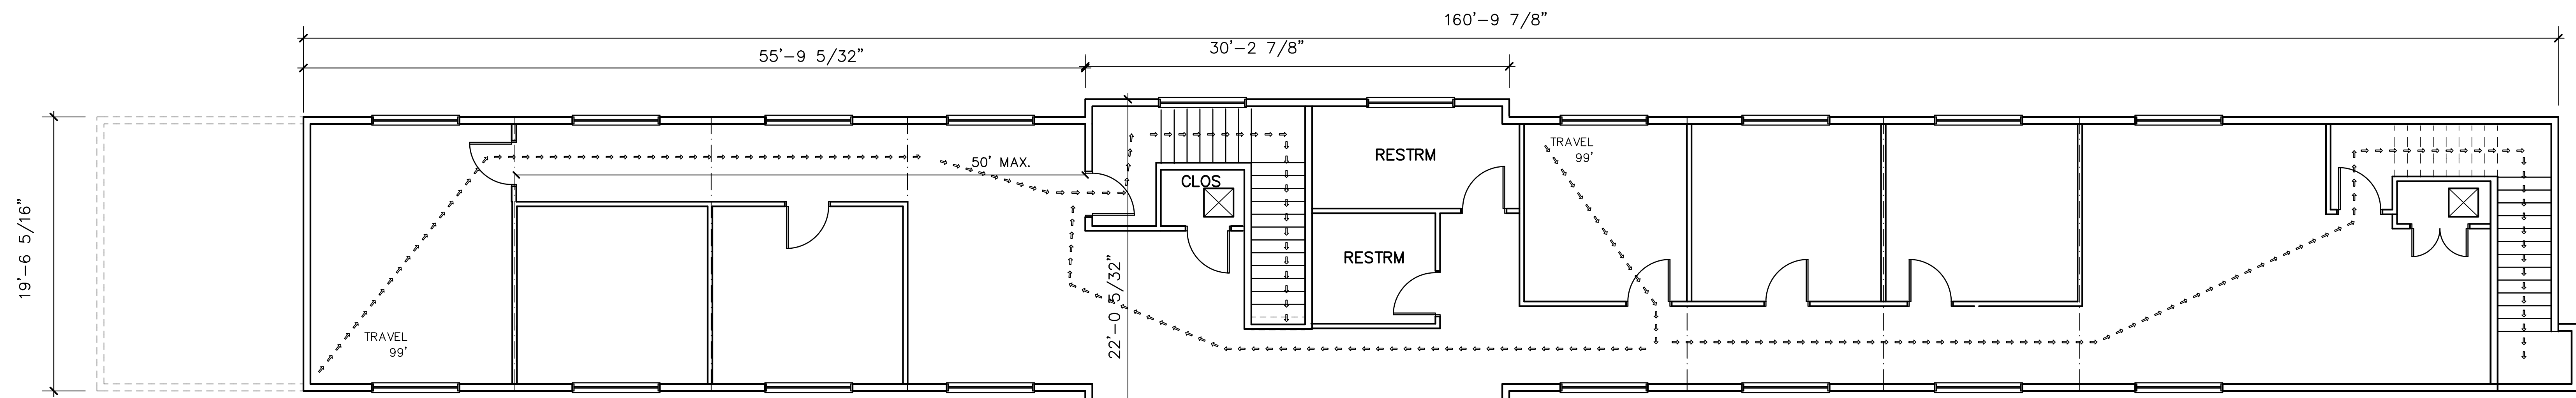 160'-9 7/8"
55'-9 5/32"
30'-2 7/8"
19'-6 5/16"
22'-0 5/32"
50' MAX.
TRAVEL
99'
CLOS
RESTRM
RESTRM
TRAVEL
99'